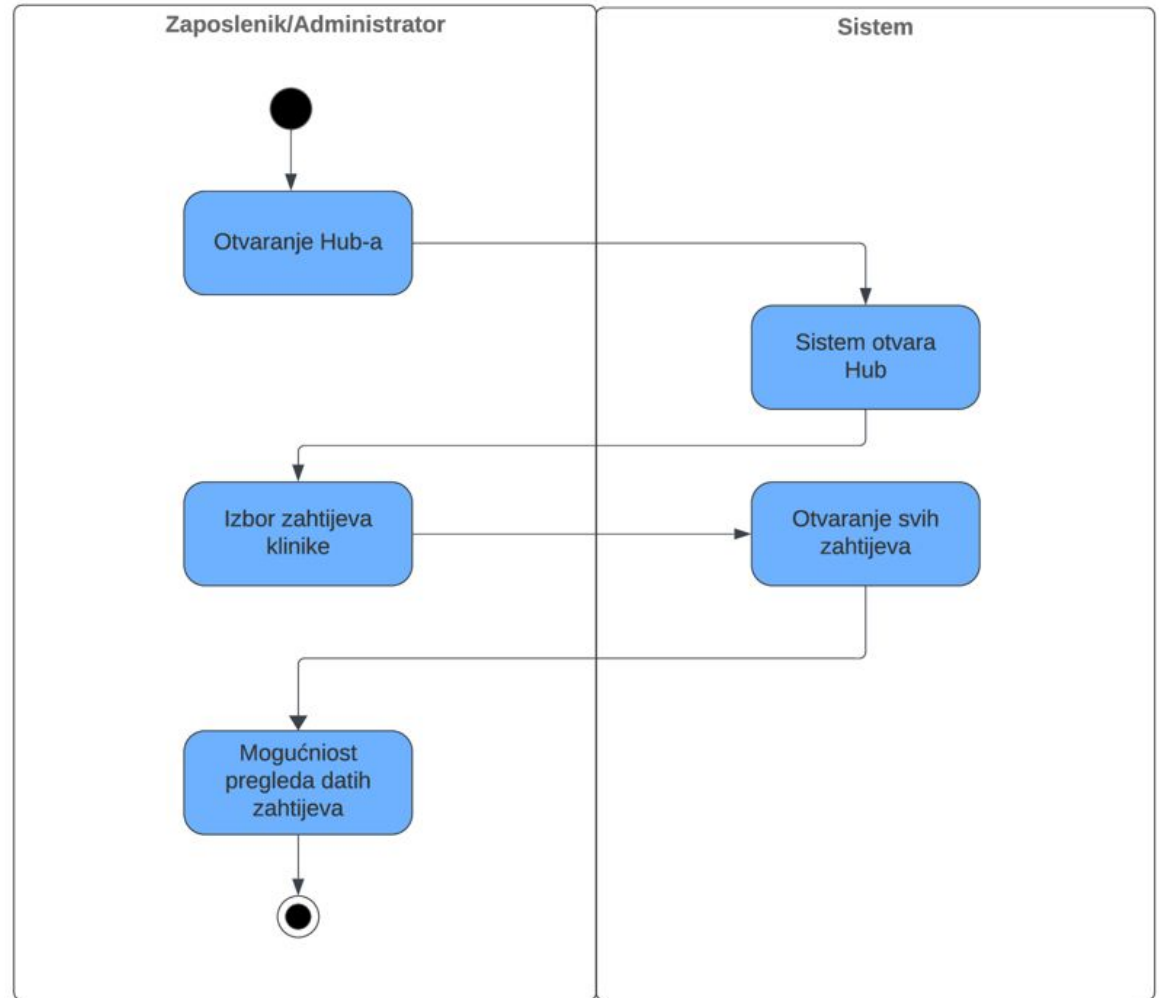 Zaposlenik/Administrator
Sistem
Otvaranje Hub-a
Sistem otvara
Hub
Izbor zahtijeva
klinike
Otvaranje svih
zahtijeva
Mogućniost
pregleda datih
zahtijeva